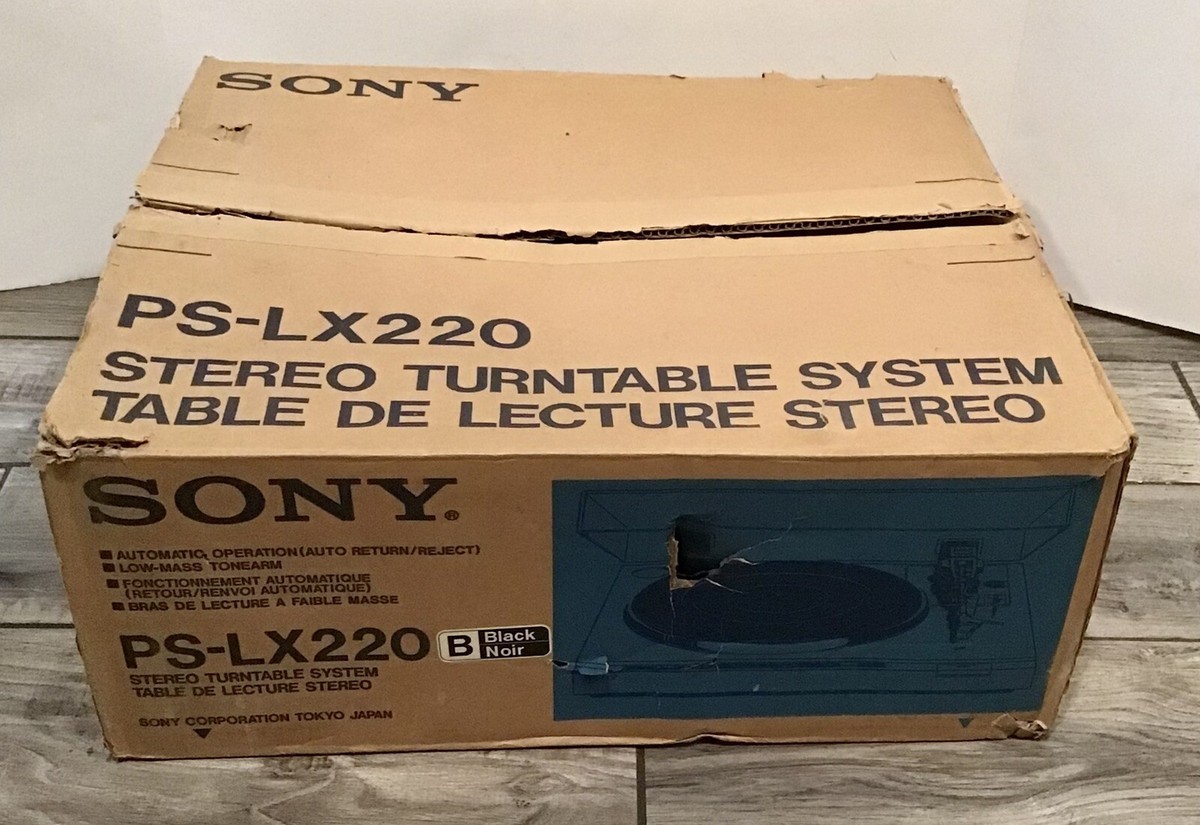 SONY
PS-LX220
STEREO TURNTABLE SYSTEM
TABLE DE LECTURE STEREO
SONY®
■ AUTOMATIC OPERATION (AUTO RETURN/REJECT)
■ LOW-MASS TONEARM
■ FONCTIONNEMENT AUTOMATIQUE
(RETOUR/RENVOI AUTOMATIQUE)
■ BRAS DE LECTURE A FAIBLE MASSE
PS-LX220 B Black
Noir
STEREO TURNTABLE SYSTEM
TABLE DE LECTURE STEREO
SONY CORPORATION TOKYO JAPAN